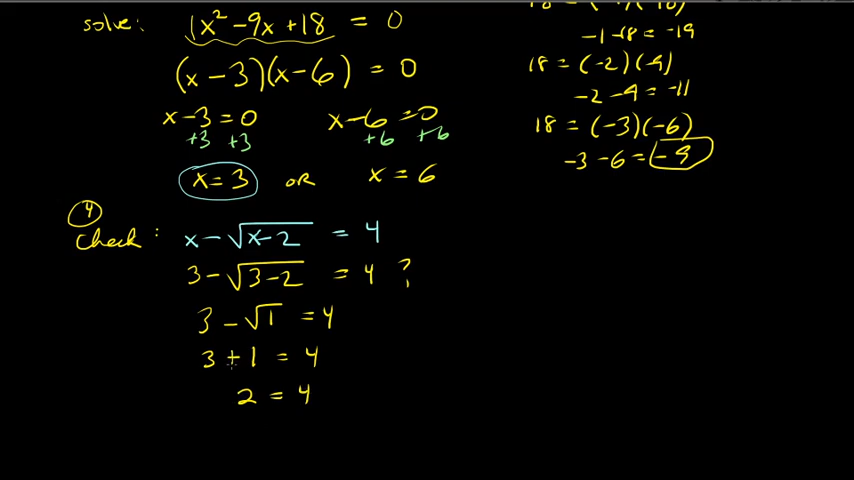 solve: 1x² -9x +18 = 0
(x-3)(x-6) = 0
x-3 = 0 x-6 = 0
+3 +3 +6 +6
x = 3 OR x = 6
-1-18 = -19
18 = (-2)(-9)
-2-9 = -11
18 = (-3)(-6)
-3-6 = -9
④
Check: x-√x-2 = 4
3-√3-2 = 4 ?
3-√1 = 4
3+1 = 4
2 = 4